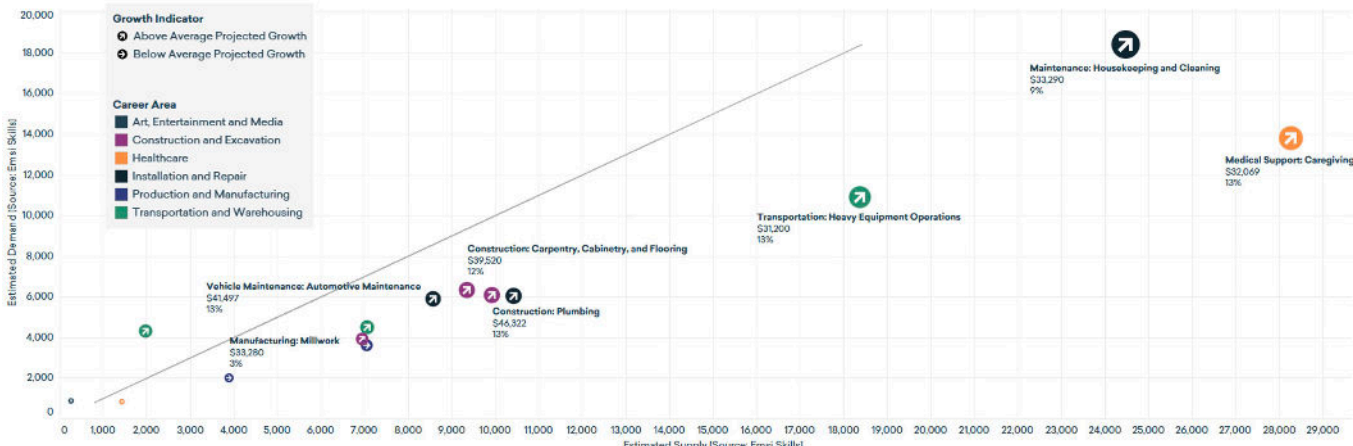 Growth Indicator
Above Average Projected Growth
Below Average Projected Growth
Career Area
Art, Entertainment and Media
Construction and Excavation
Healthcare
Installation and Repair
Production and Manufacturing
Transportation and Warehousing
Estimated Demand [Source: Emsi Skills]
20,000
18,000
16,000
14,000
12,000
10,000
8,000
6,000
4,000
2,000
0
Maintenance: Housekeeping and Cleaning
$33,290
9%
Medical Support: Caregiving
$32,069
13%
Transportation: Heavy Equipment Operations
$31,200
13%
Construction: Carpentry, Cabinetry, and Flooring
$39,520
12%
Vehicle Maintenance: Automotive Maintenance
$41,497
13%
Construction: Plumbing
$46,322
13%
Manufacturing: Millwork
$33,280
3%
0 1,000 2,000 3,000 4,000 5,000 6,000 7,000 8,000 9,000 10,000 11,000 12,000 13,000 14,000 15,000 16,000 17,000 18,000 19,000 20,000 21,000 22,000 23,000 24,000 25,000 26,000 27,000 28,000 29,000
Estimated Supply [Source: Emsi Skills]